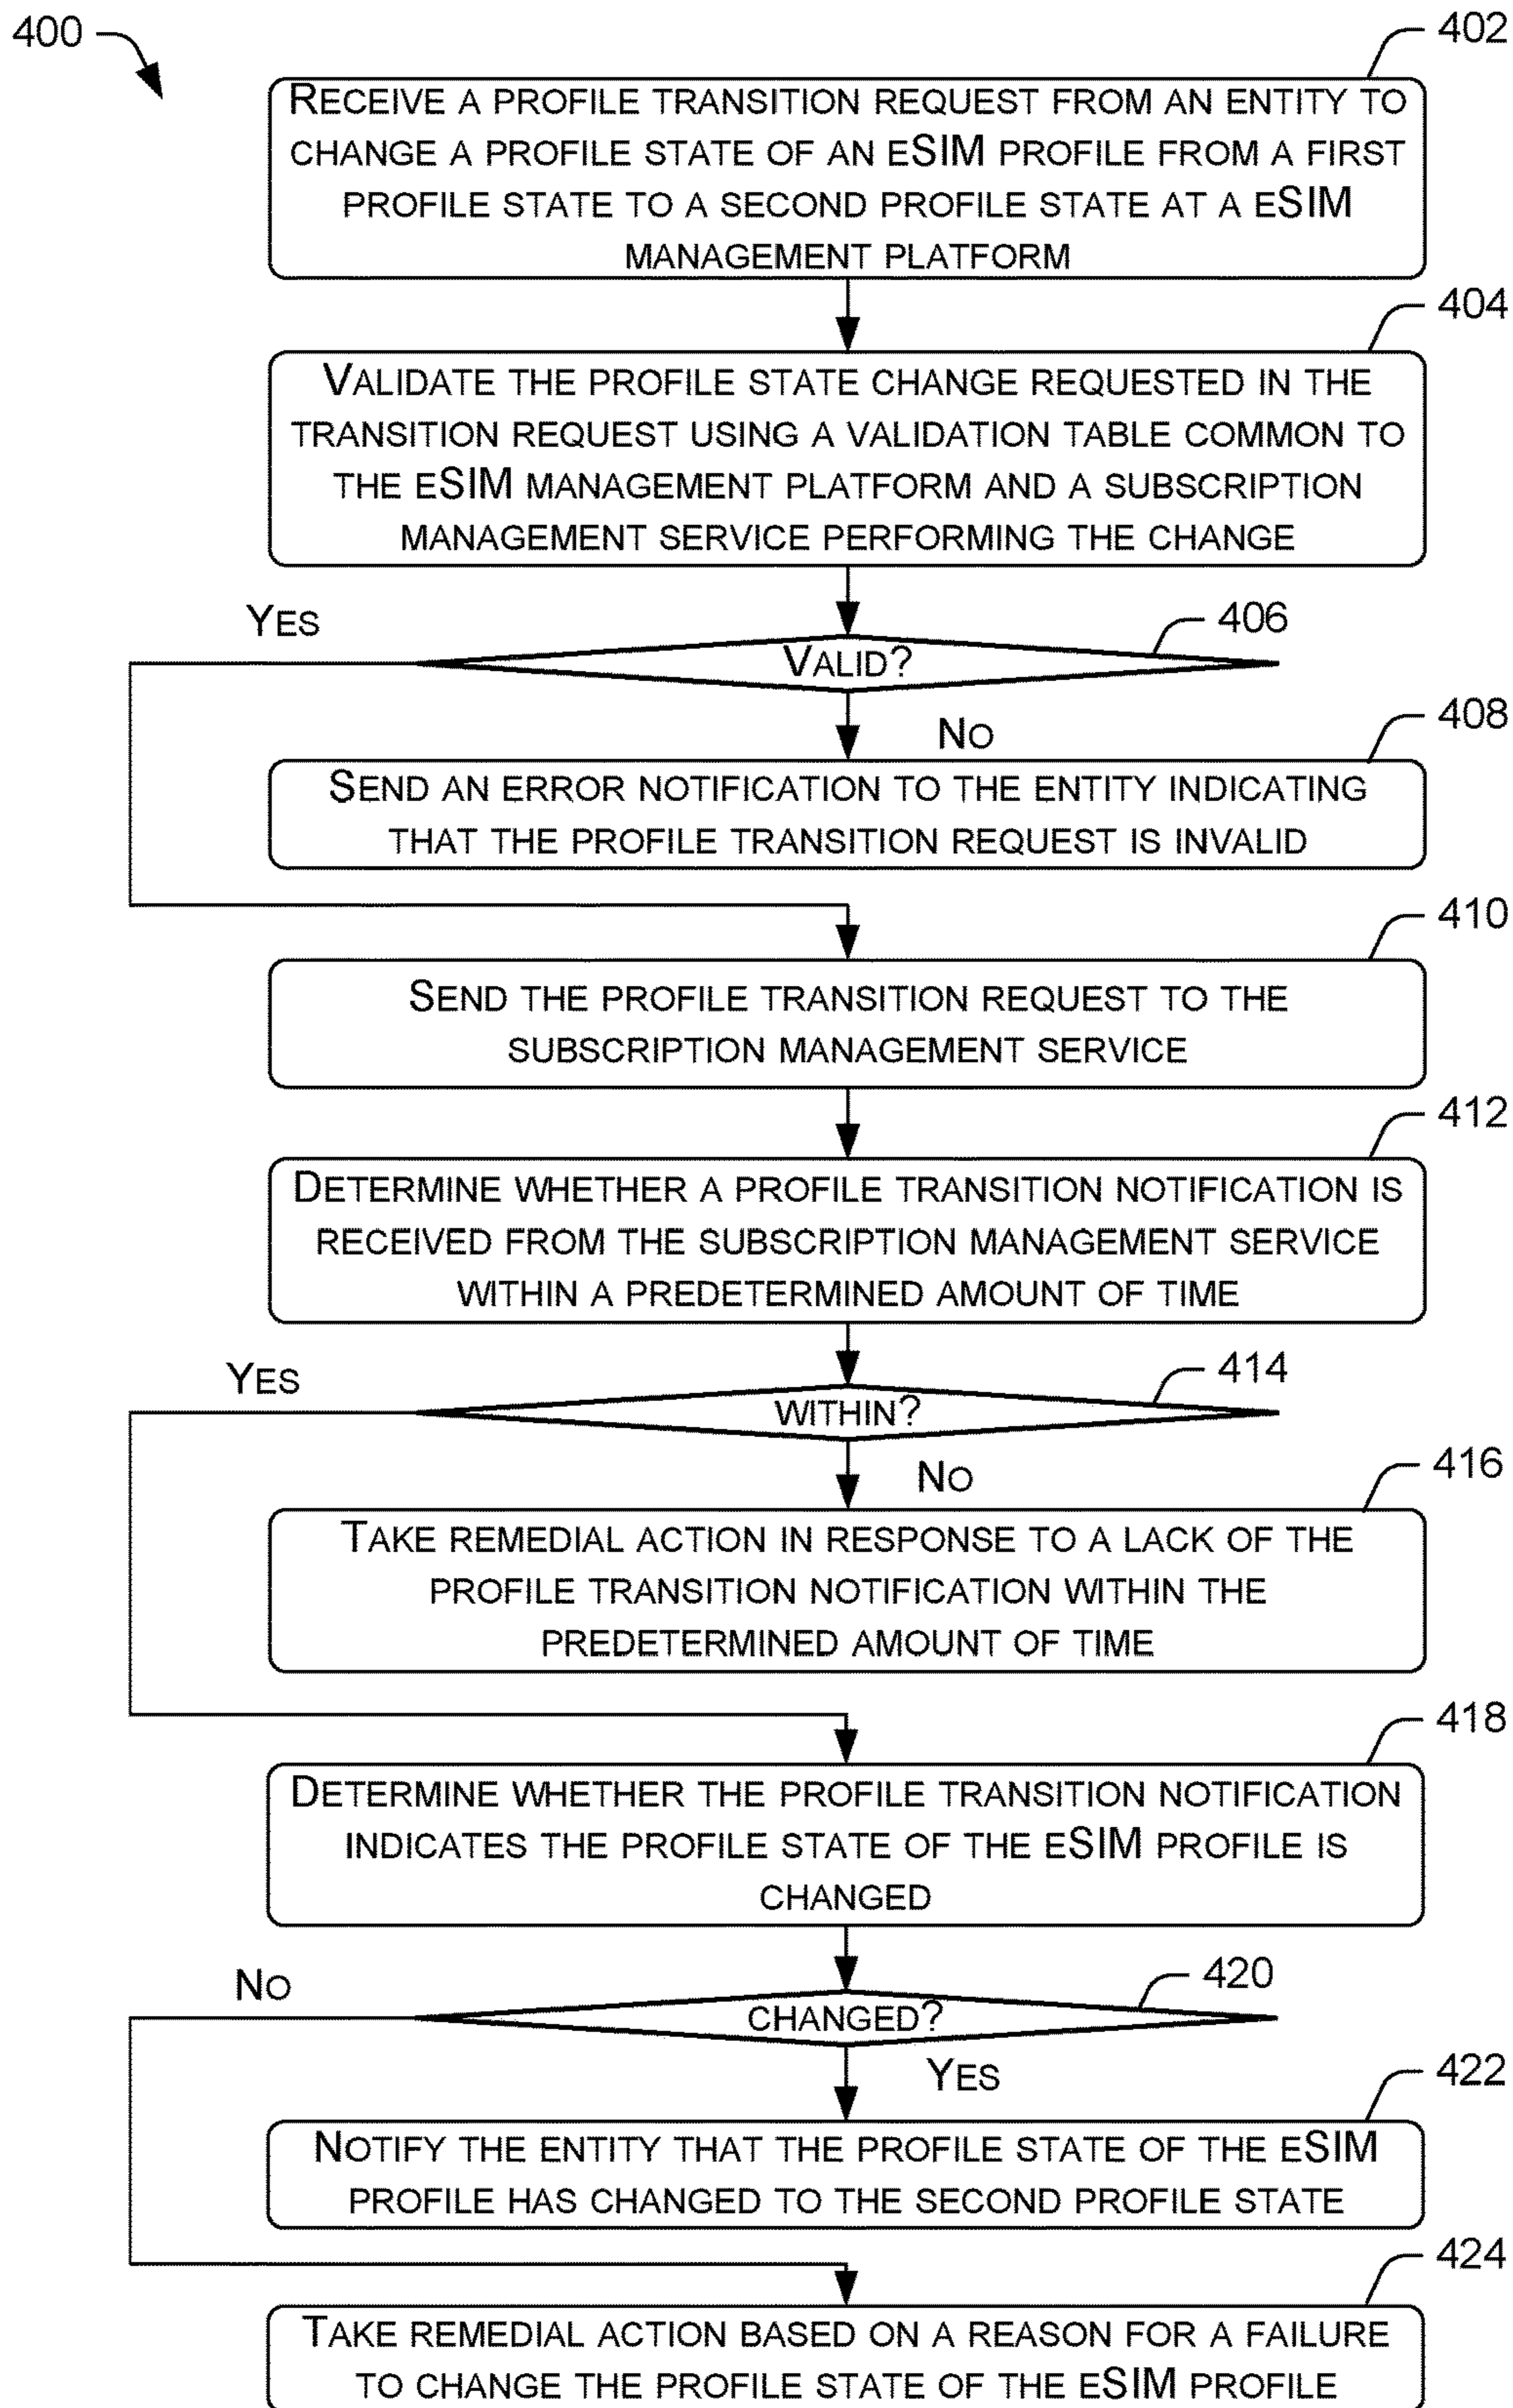 400
402
RECEIVE A PROFILE TRANSITION REQUEST FROM AN ENTITY TO
CHANGE A PROFILE STATE OF AN ESIM PROFILE FROM A FIRST
PROFILE STATE TO A SECOND PROFILE STATE AT A ESIM
MANAGEMENT PLATFORM
404
VALIDATE THE PROFILE STATE CHANGE REQUESTED IN THE
TRANSITION REQUEST USING A VALIDATION TABLE COMMON TO
THE ESIM MANAGEMENT PLATFORM AND A SUBSCRIPTION
MANAGEMENT SERVICE PERFORMING THE CHANGE
YES
406
VALID?
NO
408
SEND AN ERROR NOTIFICATION TO THE ENTITY INDICATING
THAT THE PROFILE TRANSITION REQUEST IS INVALID
410
SEND THE PROFILE TRANSITION REQUEST TO THE
SUBSCRIPTION MANAGEMENT SERVICE
412
DETERMINE WHETHER A PROFILE TRANSITION NOTIFICATION IS
RECEIVED FROM THE SUBSCRIPTION MANAGEMENT SERVICE
WITHIN A PREDETERMINED AMOUNT OF TIME
YES
414
WITHIN?
NO
416
TAKE REMEDIAL ACTION IN RESPONSE TO A LACK OF THE
PROFILE TRANSITION NOTIFICATION WITHIN THE
PREDETERMINED AMOUNT OF TIME
418
DETERMINE WHETHER THE PROFILE TRANSITION NOTIFICATION
INDICATES THE PROFILE STATE OF THE ESIM PROFILE IS
CHANGED
NO
420
CHANGED?
YES
422
NOTIFY THE ENTITY THAT THE PROFILE STATE OF THE ESIM
PROFILE HAS CHANGED TO THE SECOND PROFILE STATE
424
TAKE REMEDIAL ACTION BASED ON A REASON FOR A FAILURE
TO CHANGE THE PROFILE STATE OF THE ESIM PROFILE